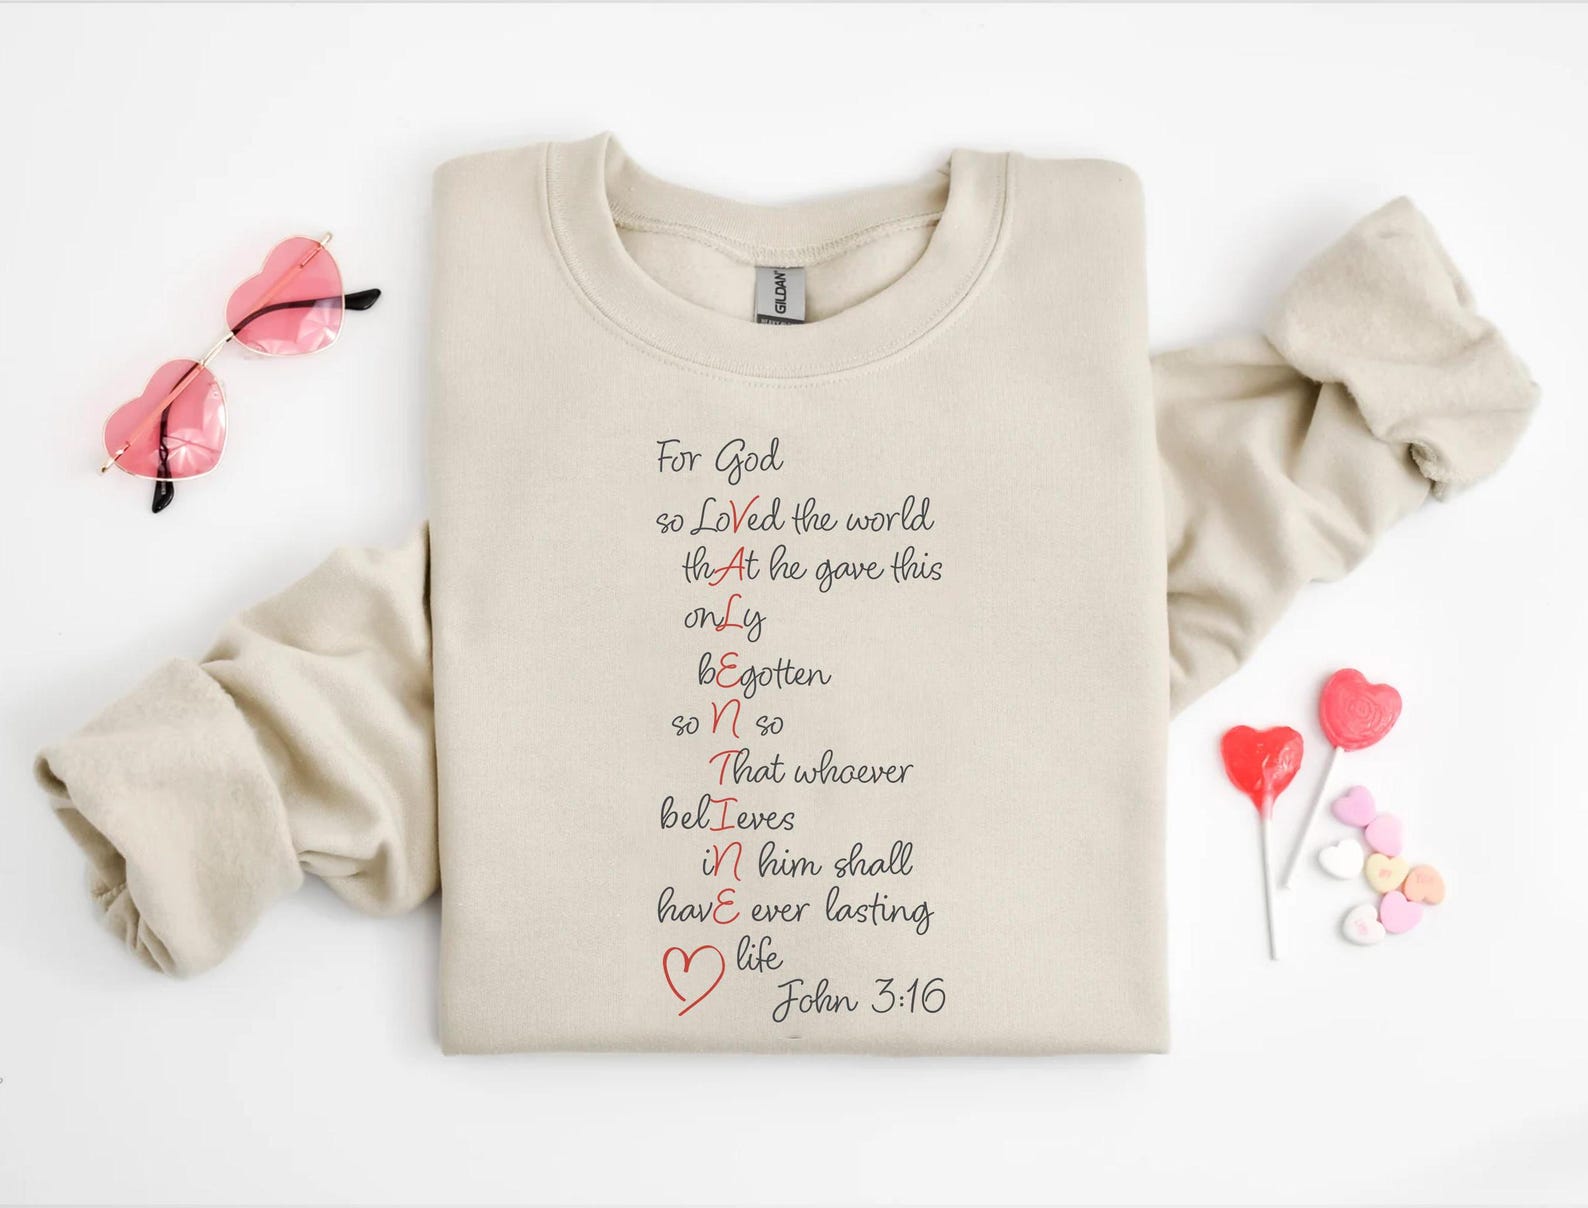 GILDAN
For God
so LoVed the world
thAt he gave this
onLy
bEgotten
so N so
That whoever
belIeves
iN him shall
havE ever lasting
life
John 3:16